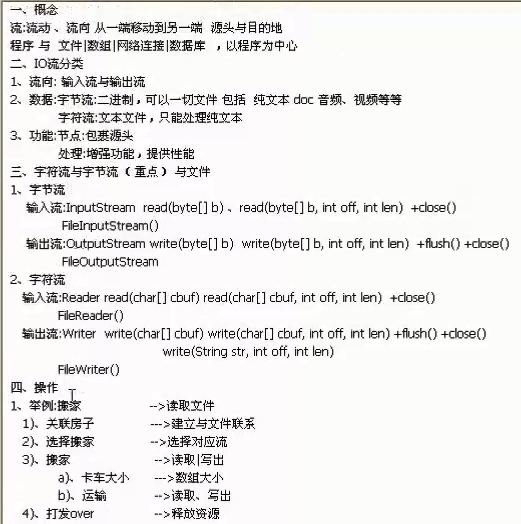 一、概念
流:流动 、流向 从一端移动到另一端  源头与目的地
程序 与  文件|数组|网络连接|数据库  ，以程序为中心
二、IO流分类
1、流向: 输入流与输出流
2、数据:字节流:二进制，可以一切文件 包括  纯文本 doc 音频、视频等等
字符流:文本文件，只能处理纯文本
3、功能:节点:包裹源头
处理:增强功能，提供性能
三、字符流与字节流（ 重点 ）与文件
1、字节流
输入流:InputStream  read(byte[] b) 、read(byte[] b, int off, int len)  +close()
FileInputStream()
输出流:OutputStream write(byte[] b)  write(byte[] b, int off, int len)  +flush() +close()
FileOutputStream
2、字符流
输入流:Reader read(char[] cbuf) read(char[] cbuf, int off, int len)  +close()
FileReader()
输出流:Writer  write(char[] cbuf) write(char[] cbuf, int off, int len) +flush() +close()
write(String str, int off, int len)
FileWriter()
四、操作
1、举例:搬家 -->读取文件
1)、关联房子 --->建立与文件联系
2)、选择搬家 -->选择对应流
3)、搬家 -->读取|写出
a)、卡车大小 --->数组大小
b)、运输 -->读取、写出
4)、打发over -->释放资源